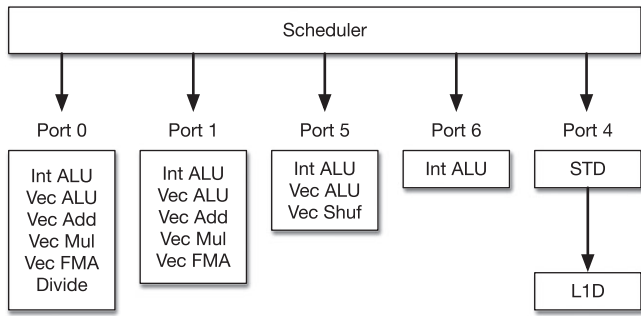 Scheduler
Port 0
Port 1
Port 5
Port 6
Port 4
Int ALU
Vec ALU
Vec Add
Vec Mul
Vec FMA
Divide
Int ALU
Vec ALU
Vec Add
Vec Mul
Vec FMA
Int ALU
Vec ALU
Vec Shuf
Int ALU
STD
L1D